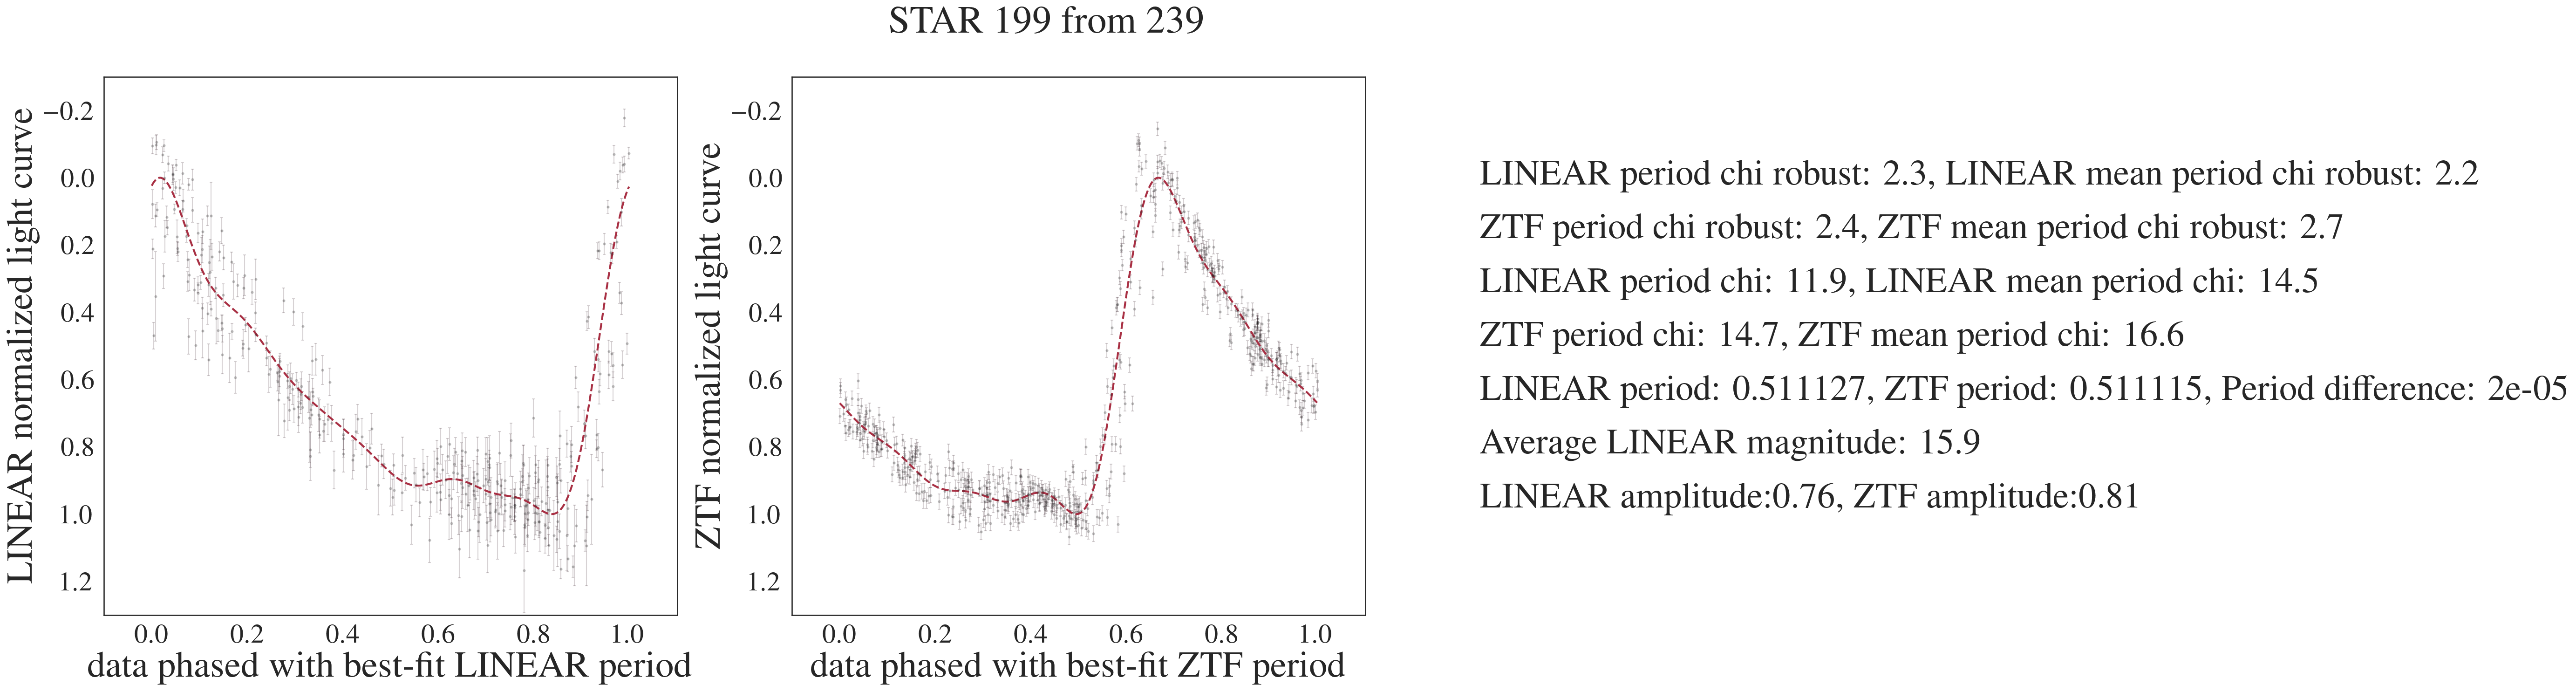 STAR 199 from 239
LINEAR normalized light curve
−0.2
0.0
0.2
0.4
0.6
0.8
1.0
1.2
0.0 0.2 0.4 0.6 0.8 1.0
data phased with best-fit LINEAR period
ZTF normalized light curve
−0.2
0.0
0.2
0.4
0.6
0.8
1.0
1.2
0.0 0.2 0.4 0.6 0.8 1.0
data phased with best-fit ZTF period
LINEAR period chi robust: 2.3, LINEAR mean period chi robust: 2.2
ZTF period chi robust: 2.4, ZTF mean period chi robust: 2.7
LINEAR period chi: 11.9, LINEAR mean period chi: 14.5
ZTF period chi: 14.7, ZTF mean period chi: 16.6
LINEAR period: 0.511127, ZTF period: 0.511115, Period difference: 2e-05
Average LINEAR magnitude: 15.9
LINEAR amplitude:0.76, ZTF amplitude:0.81